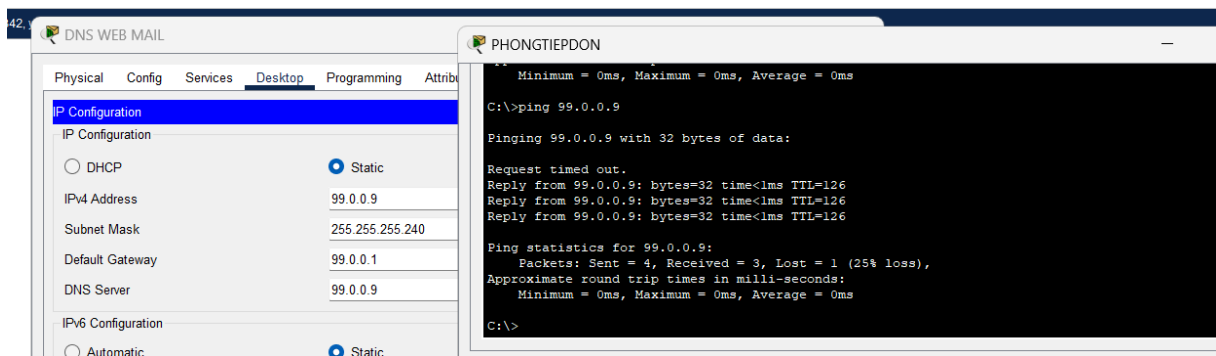 342,
DNS WEB MAIL
Physical Config Services Desktop Programming Attribu
IP Configuration
IP Configuration
DHCP
Static
IPv4 Address
99.0.0.9
Subnet Mask
255.255.255.240
Default Gateway
99.0.0.1
DNS Server
99.0.0.9
IPv6 Configuration
Automatic
Static
PHONGTIEPDON
Minimum = 0ms, Maximum = 0ms, Average = 0ms
C:\>ping 99.0.0.9
Pinging 99.0.0.9 with 32 bytes of data:
Request timed out.
Reply from 99.0.0.9: bytes=32 time<1ms TTL=126
Reply from 99.0.0.9: bytes=32 time<1ms TTL=126
Reply from 99.0.0.9: bytes=32 time<1ms TTL=126
Ping statistics for 99.0.0.9:
Packets: Sent = 4, Received = 3, Lost = 1 (25% loss),
Approximate round trip times in milli-seconds:
Minimum = 0ms, Maximum = 0ms, Average = 0ms
C:\>